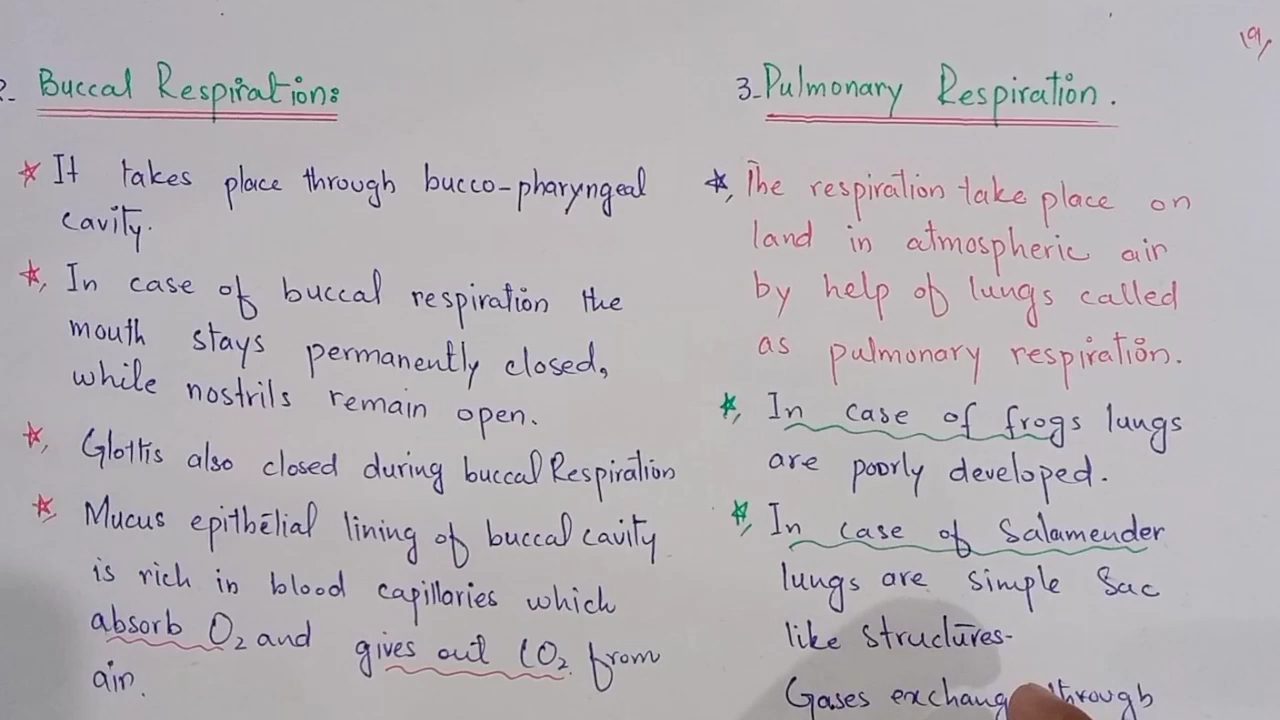 2- Buccal Respiration:
It takes place through bucco-pharyngeal
cavity.
In case of buccal respiration the
mouth stays permanently closed,
while nostrils remain open.
Glottis also closed during buccal Respiration
Mucus epithelial lining of buccal cavity
is rich in blood capillaries which
absorb O2 and gives out CO2 from
air.
19/
3- Pulmonary Respiration.
The respiration take place on
land in atmospheric air
by help of lungs called
as pulmonary respiration.
In case of frogs lungs
are poorly developed.
In case of Salamender
lungs are simple Sac
like structures-
Gases through